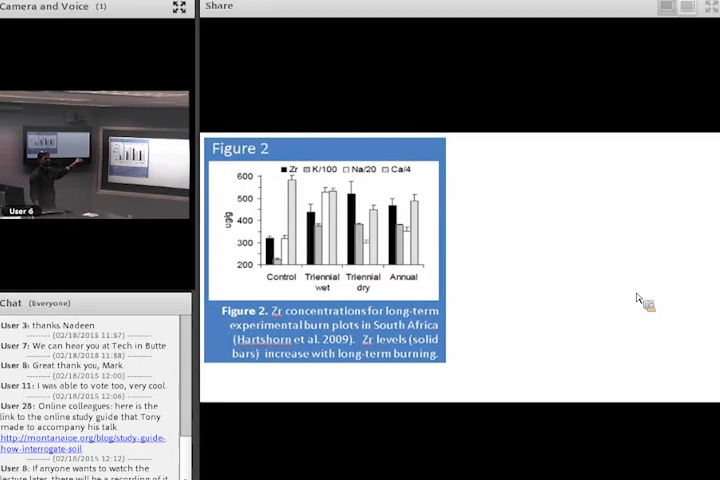 Camera and Voice (1)
Share
User 6
Chat (Everyone)
User 3: thanks Nadeen
-------- (02/18/2015 11:57) --------
User 7: We can hear you at Tech in Butte
-------- (02/18/2015 11:58) --------
User 8: Great thank you, Mark.
-------- (02/18/2015 12:00) --------
User 11: I was able to vote too, very cool.
-------- (02/18/2015 12:06) --------
User 28: Online colleagues: here is the
link to the online study guide that Tony
made to accompany his talk
http://montanaioe.org/blog/study-guide-
how-interrogate-soil
-------- (02/18/2015 12:12) --------
User 8: If anyone wants to watch the
lecture later, there will be a recording of it
Figure 2
Zr K/100 Na/20 Ca/4
600
500
400
300
200
ug/g
Control Triennial wet Triennial dry Annual
Figure 2. Zr concentrations for long-term
experimental burn plots in South Africa
(Hartshorn et al. 2009). Zr levels (solid
bars) increase with long-term burning.